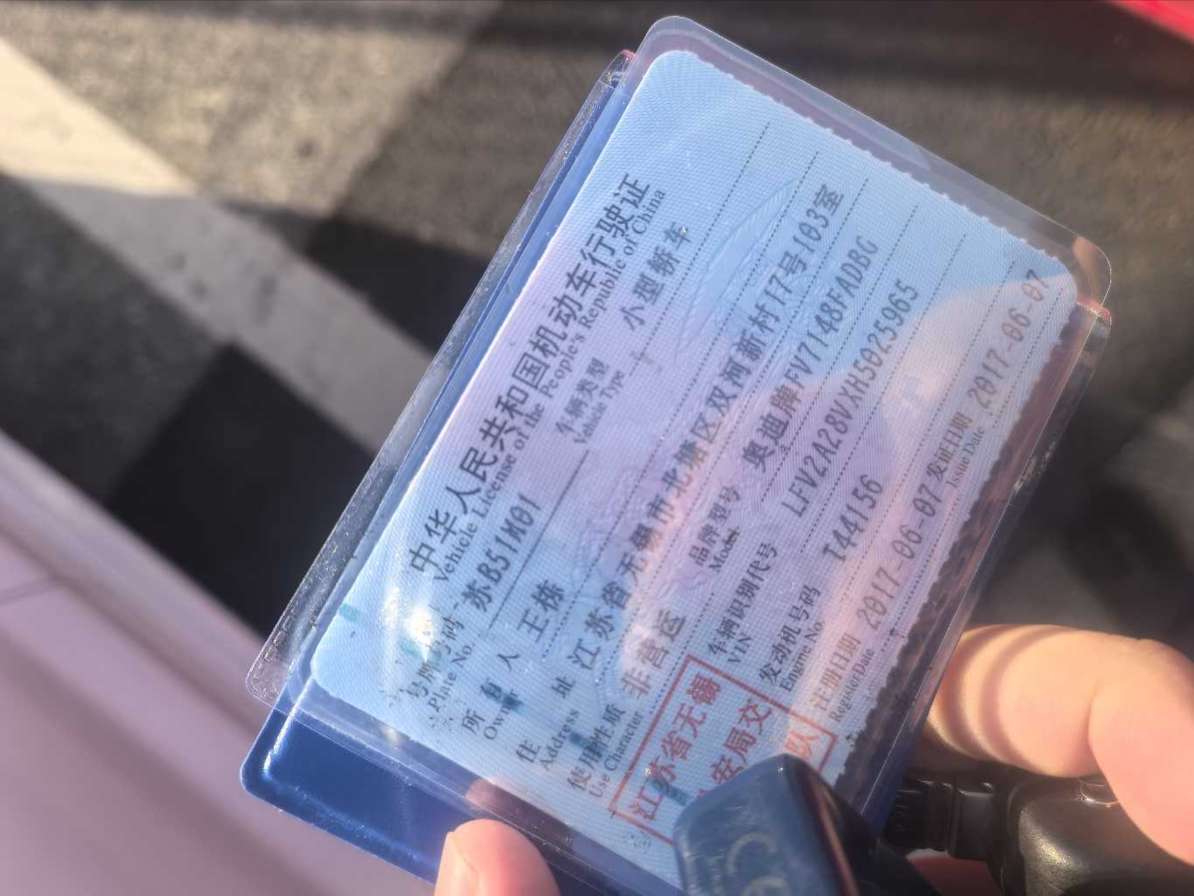 中华人民共和国机动车行驶证
Vehicle License of the People's Republic of China
号牌号码 苏B51M01 车辆类型 小型轿车
Plate No. Vehicle Type
所有人 王栋
Owner
住址 江苏省无锡市北塘区双河新村17号103室
Address
使用性质 非营运 品牌型号 奥迪牌FV7148FADBG
Use Character Model
车辆识别代号 LFV2A28VXH5025965
VIN
发动机号码 T44156
Engine No.
注册日期 2017-06-07 发证日期 2017-06-07
Register Date Issue Date
江苏省无锡
安局交
队
CE